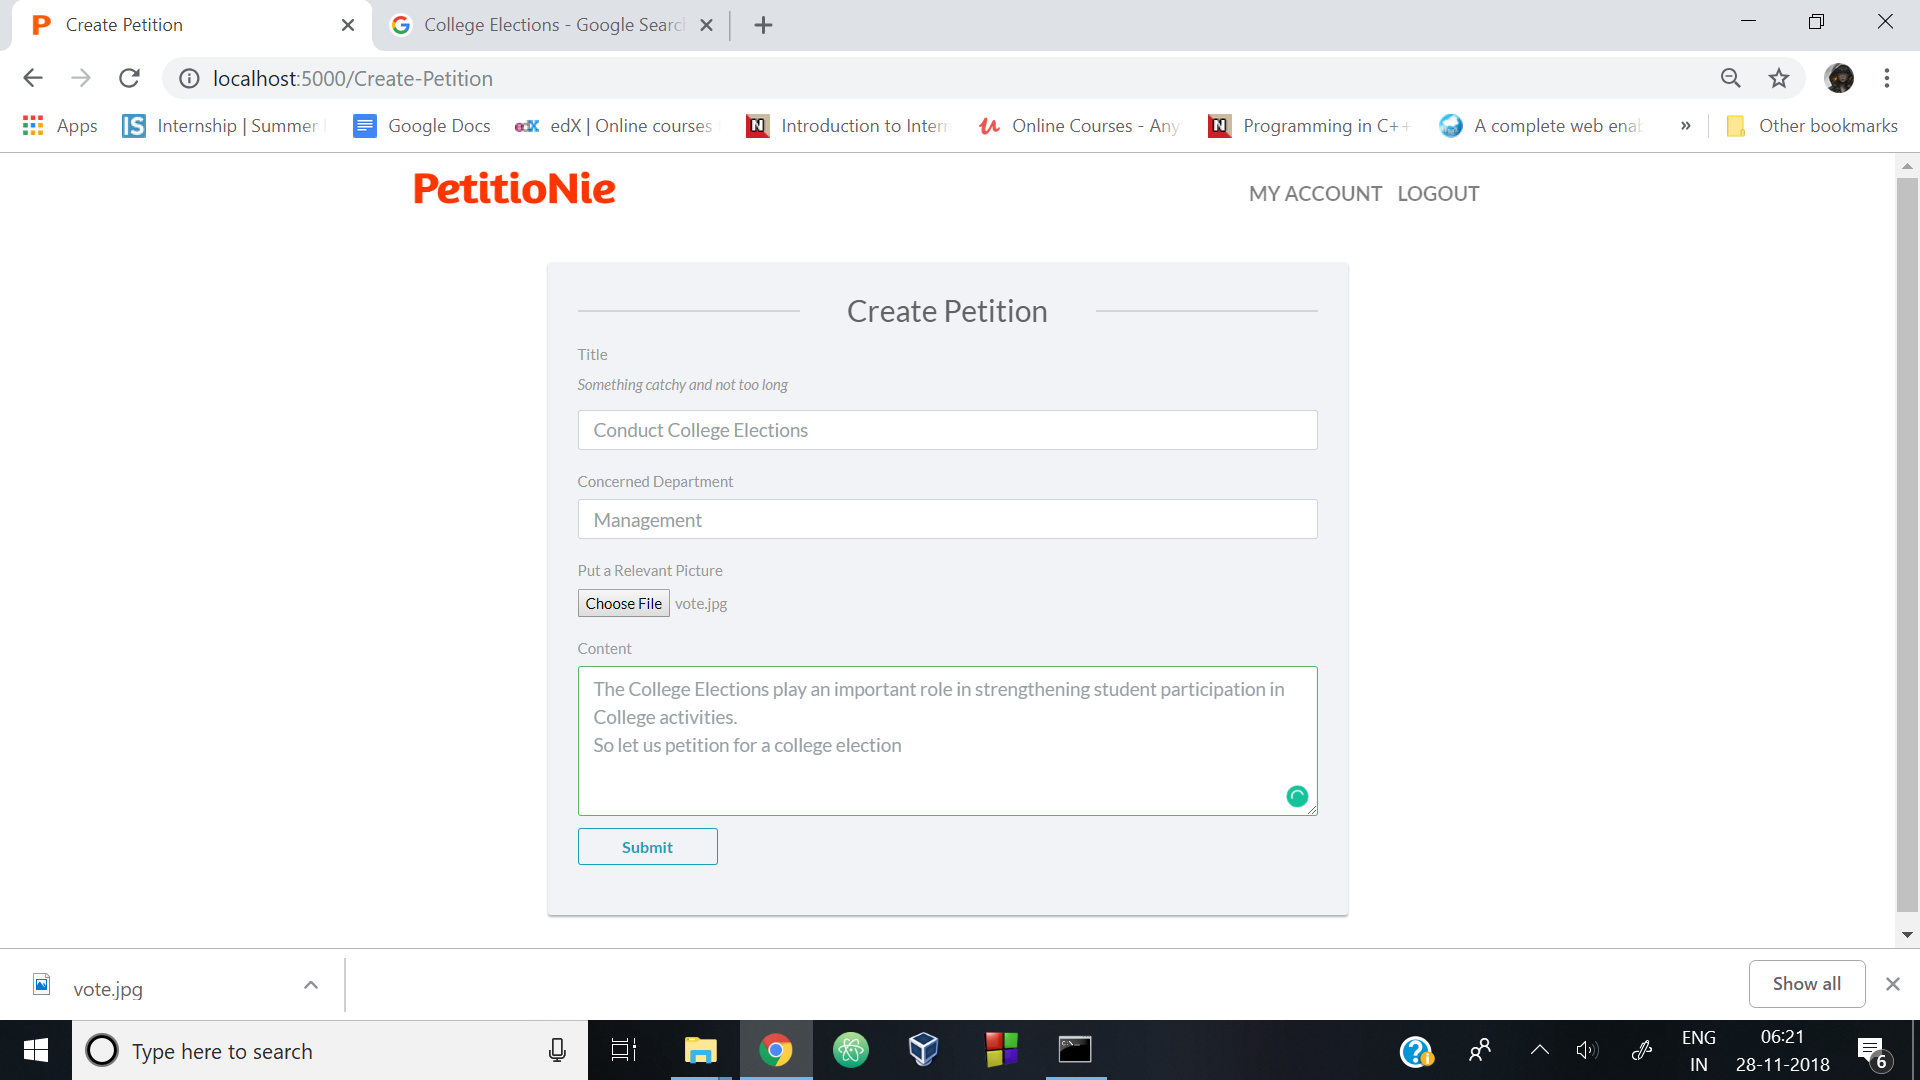 Create Petition
College Elections - Google Searc
localhost:5000/Create-Petition
Apps
Internship | Summer
Google Docs
edX | Online courses
Introduction to Intern
Online Courses - Any
Programming in C++
A complete web enab
»
Other bookmarks
PetitioNie
MY ACCOUNT LOGOUT
Create Petition
Title
Something catchy and not too long
Conduct College Elections
Concerned Department
Management
Put a Relevant Picture
Choose File vote.jpg
Content
The College Elections play an important role in strengthening student participation in
College activities.
So let us petition for a college election
Submit
vote.jpg
Show all
Type here to search
ENG
IN
06:21
28-11-2018
6